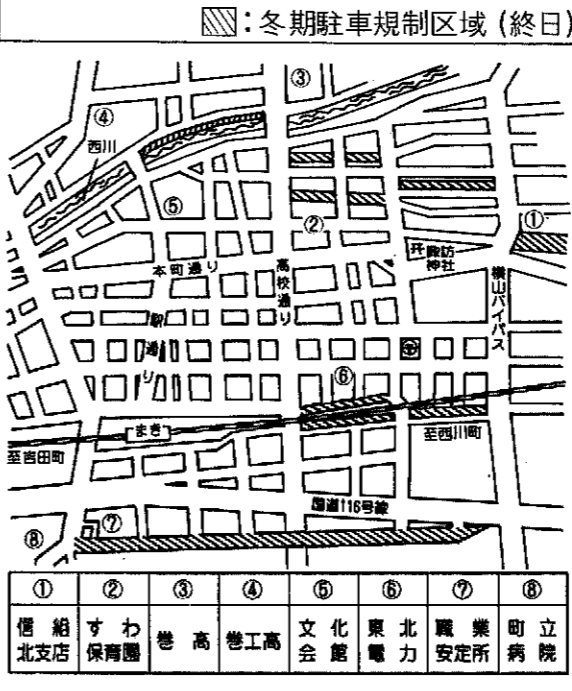 ：冬期駐車規制区域（終日）
③
④
西川
⑤
②
①
本町通り
高校通り
諏訪
神社
横山バイパス
駅通り
⑥
まき
至吉田町
至西川町
国道116号線
⑦
⑧
① ② ③ ④ ⑤ ⑥ ⑦ ⑧
信組北支店
すわ保育園
巻高
巻工高
文化会館
東北電力
職業安定所
町立病院